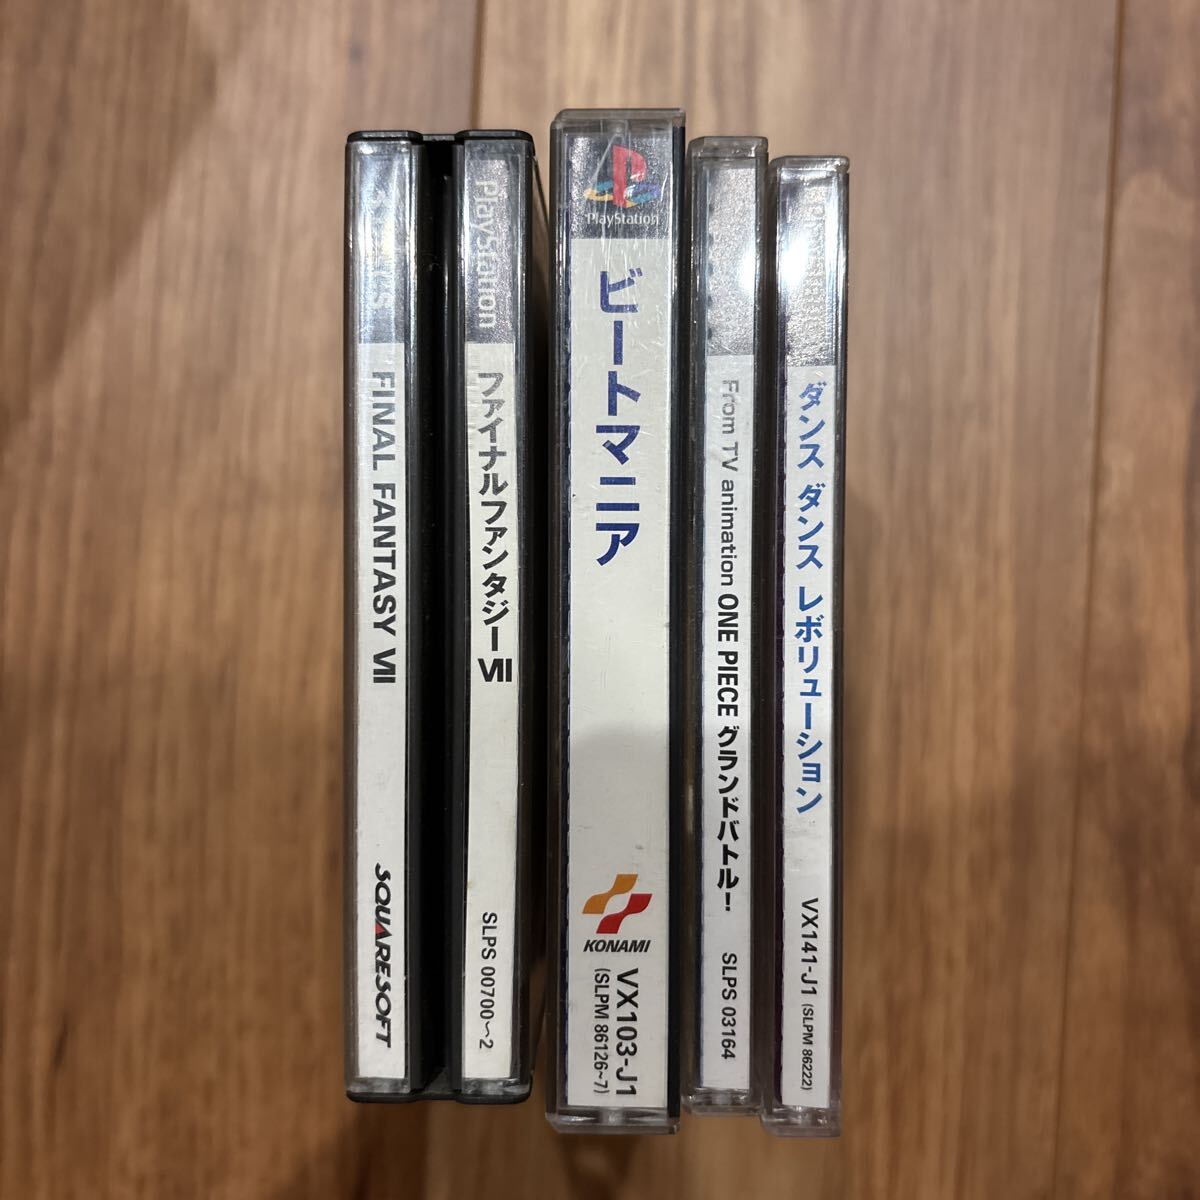 FINAL FANTASY VII
SQUARESOFT
PlayStation
ファイナルファンタジーVII
SLPS 00700〜2
PlayStation
ビートマニア
KONAMI
VX103-J1
(SLPM 86126~7)
From TV animation ONE PIECE グランドバトル!
SLPS 03164
ダンス ダンス レボリューション
VX141-J1 (SLPM 86222)